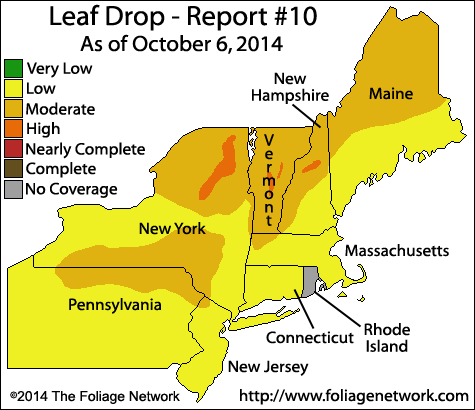 Leaf Drop - Report #10
As of October 6, 2014
Very Low
Low
Moderate
High
Nearly Complete
Complete
No Coverage
New
Hampshire
Maine
Vermont
New York
Massachusetts
Pennsylvania
Connecticut
Rhode
Island
New Jersey
©2014 The Foliage Network
http://www.foliagenetwork.com